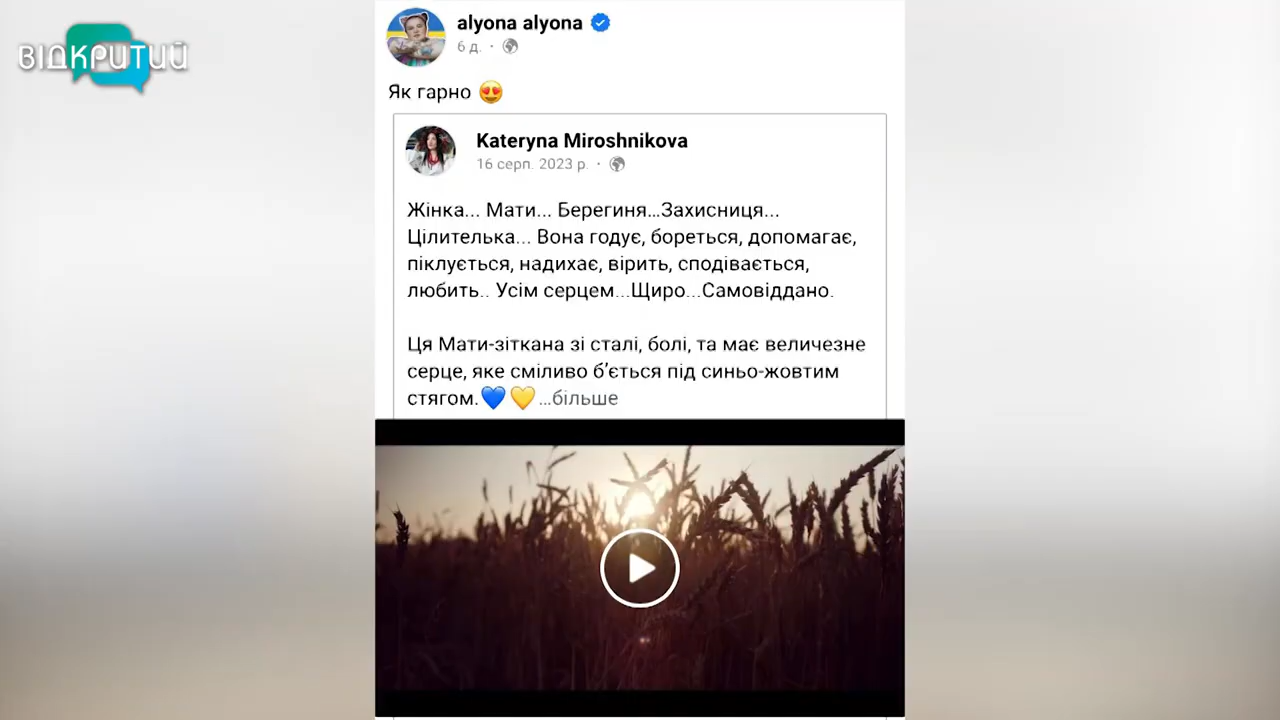 ВІДКРИТИЙ
alyona alyona
6 д. ·
Як гарно 😍
Kateryna Miroshnikova
16 серп. 2023 р. ·
Жінка... Мати... Берегиня...Захисниця...
Цілителька... Вона годує, бореться, допомагає,
піклується, надихає, вірить, сподівається,
любить.. Усім серцем...Щиро...Самовіддано.
Ця Мати-зіткана зі сталі, болі, та має величезне
серце, яке сміливо б’ється під синьо-жовтим
стягом.💙💛 ...більше